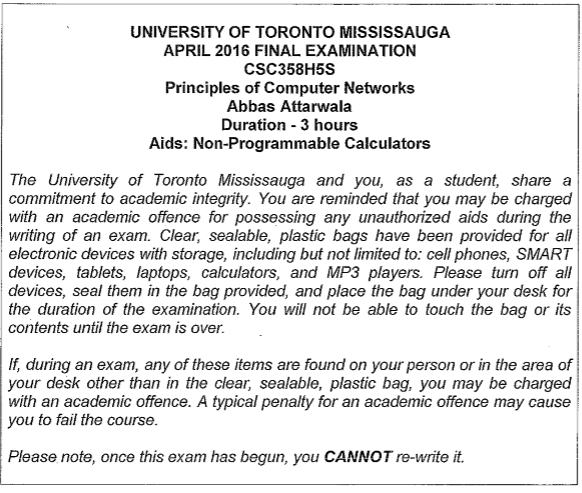 UNIVERSITY OF TORONTO MISSISSAUGA
APRIL 2016 FINAL EXAMINATION
CSC358H5S
Principles of Computer Networks
Abbas Attarwala
Duration - 3 hours
Aids: Non-Programmable Calculators
The University of Toronto Mississauga and you, as a student, share a
commitment to academic integrity. You are reminded that you may be charged
with an academic offence for possessing any unauthorized aids during the
writing of an exam. Clear, sealable, plastic bags have been provided for all
electronic devices with storage, including but not limited to: cell phones, SMART
devices, tablets, laptops, calculators, and MP3 players. Please turn off all
devices, seal them in the bag provided, and place the bag under your desk for
the duration of the examination. You will not be able to touch the bag or its
contents until the exam is over.
If, during an exam, any of these items are found on your person or in the area of
your desk other than in the clear, sealable, plastic bag, you may be charged
with an academic offence. A typical penalty for an academic offence may cause
you to fail the course.
Please note, once this exam has begun, you CANNOT re-write it.